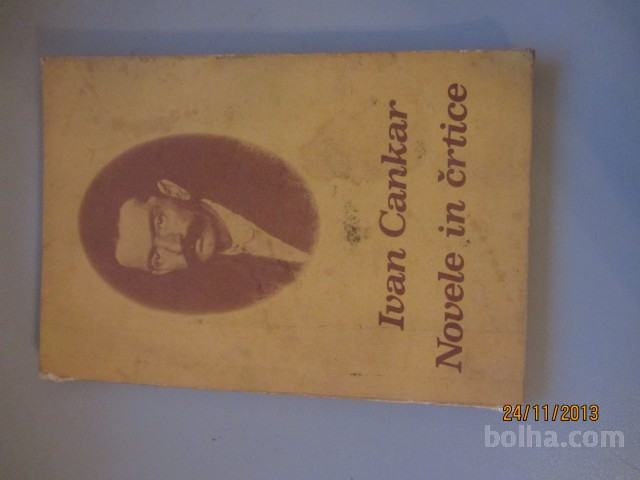 Ivan Cankar
Novele in črtice
24/11/2013
bolha.com